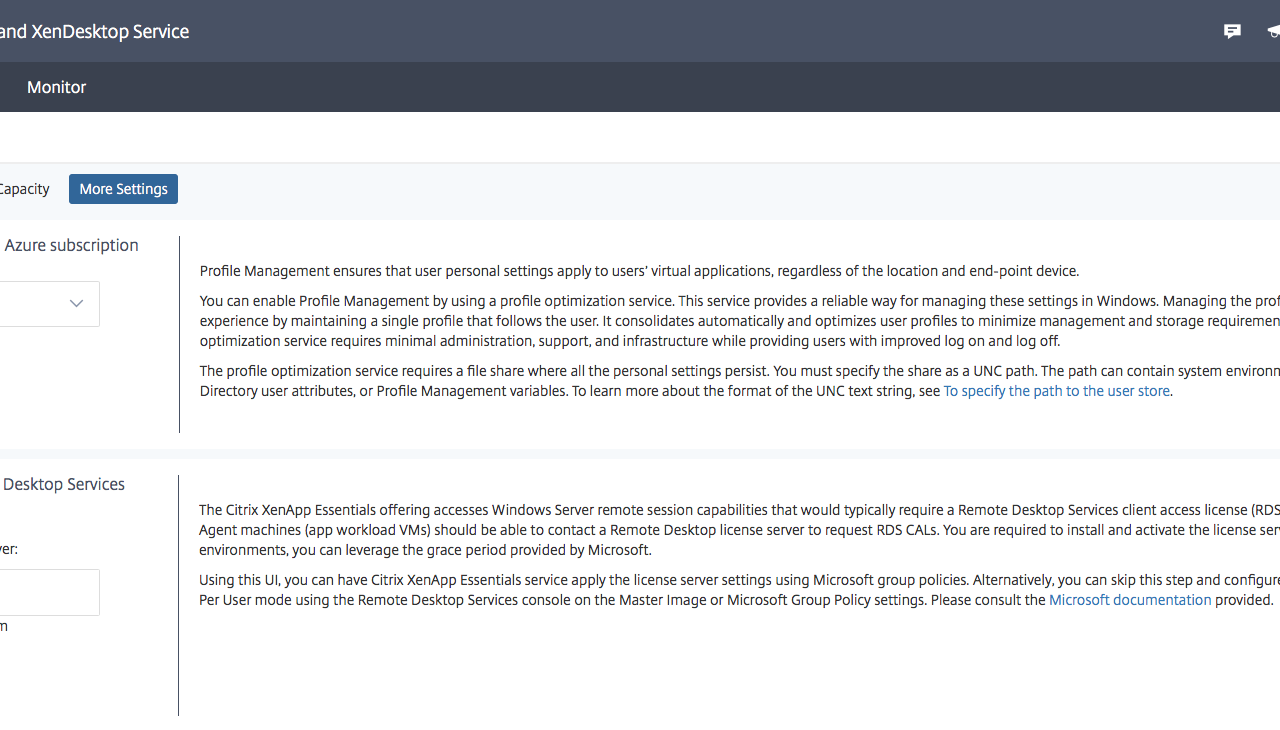 and XenDesktop Service
Monitor
Capacity
More Settings
Azure subscription
Profile Management ensures that user personal settings apply to users' virtual applications, regardless of the location and end-point device.
You can enable Profile Management by using a profile optimization service. This service provides a reliable way for managing these settings in Windows. Managing the prof
experience by maintaining a single profile that follows the user. It consolidates automatically and optimizes user profiles to minimize management and storage requiremen
optimization service requires minimal administration, support, and infrastructure while providing users with improved log on and log off.
The profile optimization service requires a file share where all the personal settings persist. You must specify the share as a UNC path. The path can contain system environm
Directory user attributes, or Profile Management variables. To learn more about the format of the UNC text string, see To specify the path to the user store.
Desktop Services
The Citrix XenApp Essentials offering accesses Windows Server remote session capabilities that would typically require a Remote Desktop Services client access license (RDS
Agent machines (app workload VMs) should be able to contact a Remote Desktop license server to request RDS CALs. You are required to install and activate the license ser
ver:
environments, you can leverage the grace period provided by Microsoft.
Using this UI, you can have Citrix XenApp Essentials service apply the license server settings using Microsoft group policies. Alternatively, you can skip this step and configure
Per User mode using the Remote Desktop Services console on the Master Image or Microsoft Group Policy settings. Please consult the Microsoft documentation provided.
m